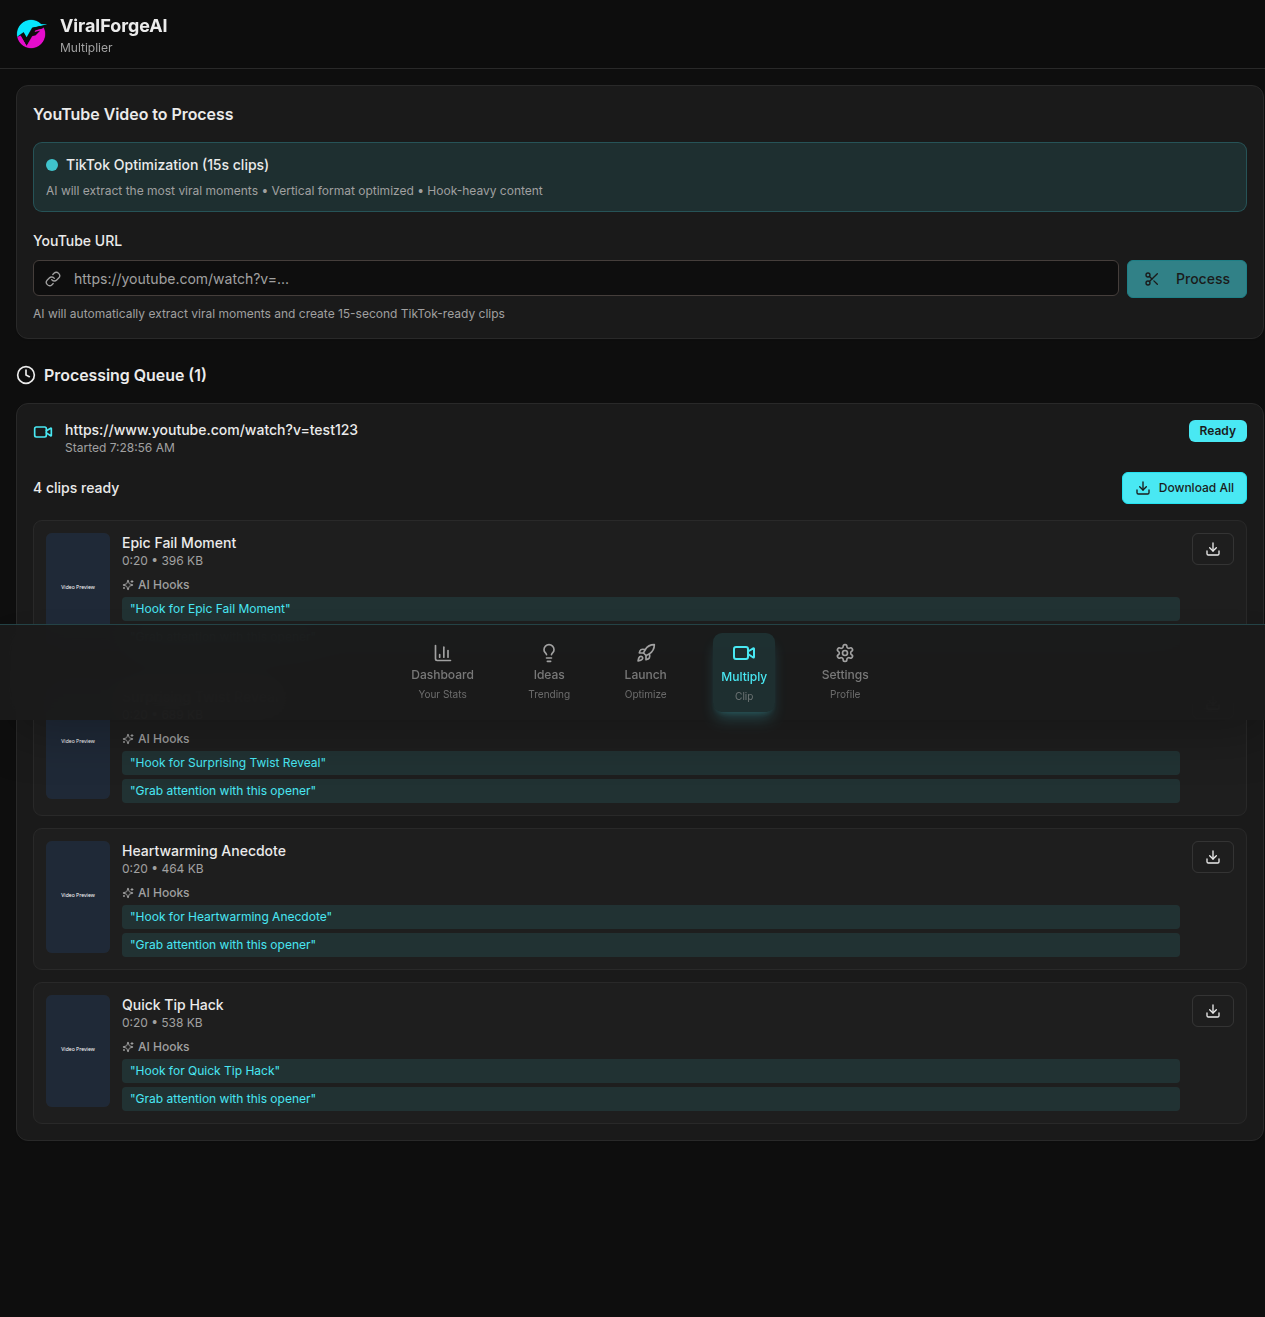 ViralForgeAI
Multiplier
YouTube Video to Process
TikTok Optimization (15s clips)
AI will extract the most viral moments • Vertical format optimized • Hook-heavy content
YouTube URL
https://youtube.com/watch?v=...
Process
AI will automatically extract viral moments and create 15-second TikTok-ready clips
Processing Queue (1)
https://www.youtube.com/watch?v=test123
Ready
Started 7:28:56 AM
4 clips ready
Download All
Epic Fail Moment
0:20 • 396 KB
Video Preview
AI Hooks
"Hook for Epic Fail Moment"
Dashboard
Your Stats
Ideas
Trending
Launch
Optimize
Multiply
Clip
Settings
Profile
Video Preview
AI Hooks
"Hook for Surprising Twist Reveal"
"Grab attention with this opener"
Heartwarming Anecdote
0:20 • 464 KB
Video Preview
AI Hooks
"Hook for Heartwarming Anecdote"
"Grab attention with this opener"
Quick Tip Hack
0:20 • 538 KB
Video Preview
AI Hooks
"Hook for Quick Tip Hack"
"Grab attention with this opener"